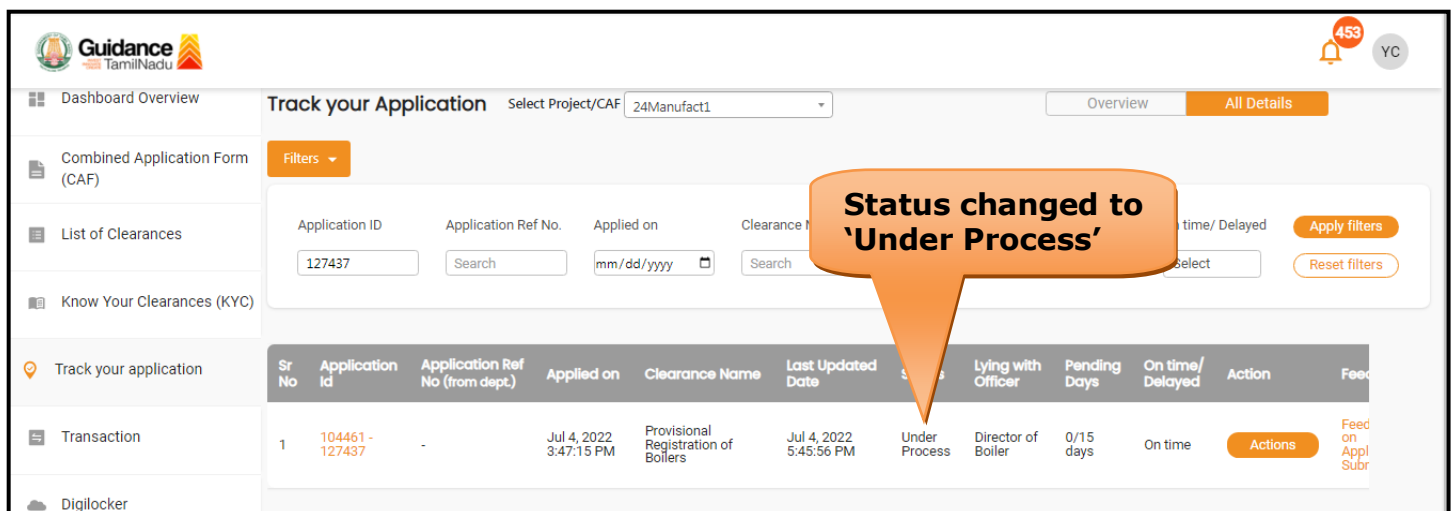 Guidance
TamilNadu
453
YC
Dashboard Overview
Track your Application Select Project/CAF 24Manufact1 Overview All Details
Combined Application Form
(CAF)
Filters
Status changed to
‘Under Process’
List of Clearances
Application ID Application Ref No. Applied on Clearance time/ Delayed Apply filters
127437 Search mm/dd/yyyy Search Select Reset filters
Know Your Clearances (KYC)
Track your application
Sr
No
Application
Id
Application Ref
No (from dept.)
Applied on
Clearance Name
Last Updated
Date
Lying with
Officer
Pending
Days
On time/
Delayed
Action
1
104461 -
127437
-
Jul 4, 2022
3:47:15 PM
Provisional
Registration of
Boilers
Jul 4, 2022
5:45:56 PM
Under
Process
Director of
Boiler
0/15
days
On time
Actions
Feed
on
Appl
Subr
Transaction
Digilocker